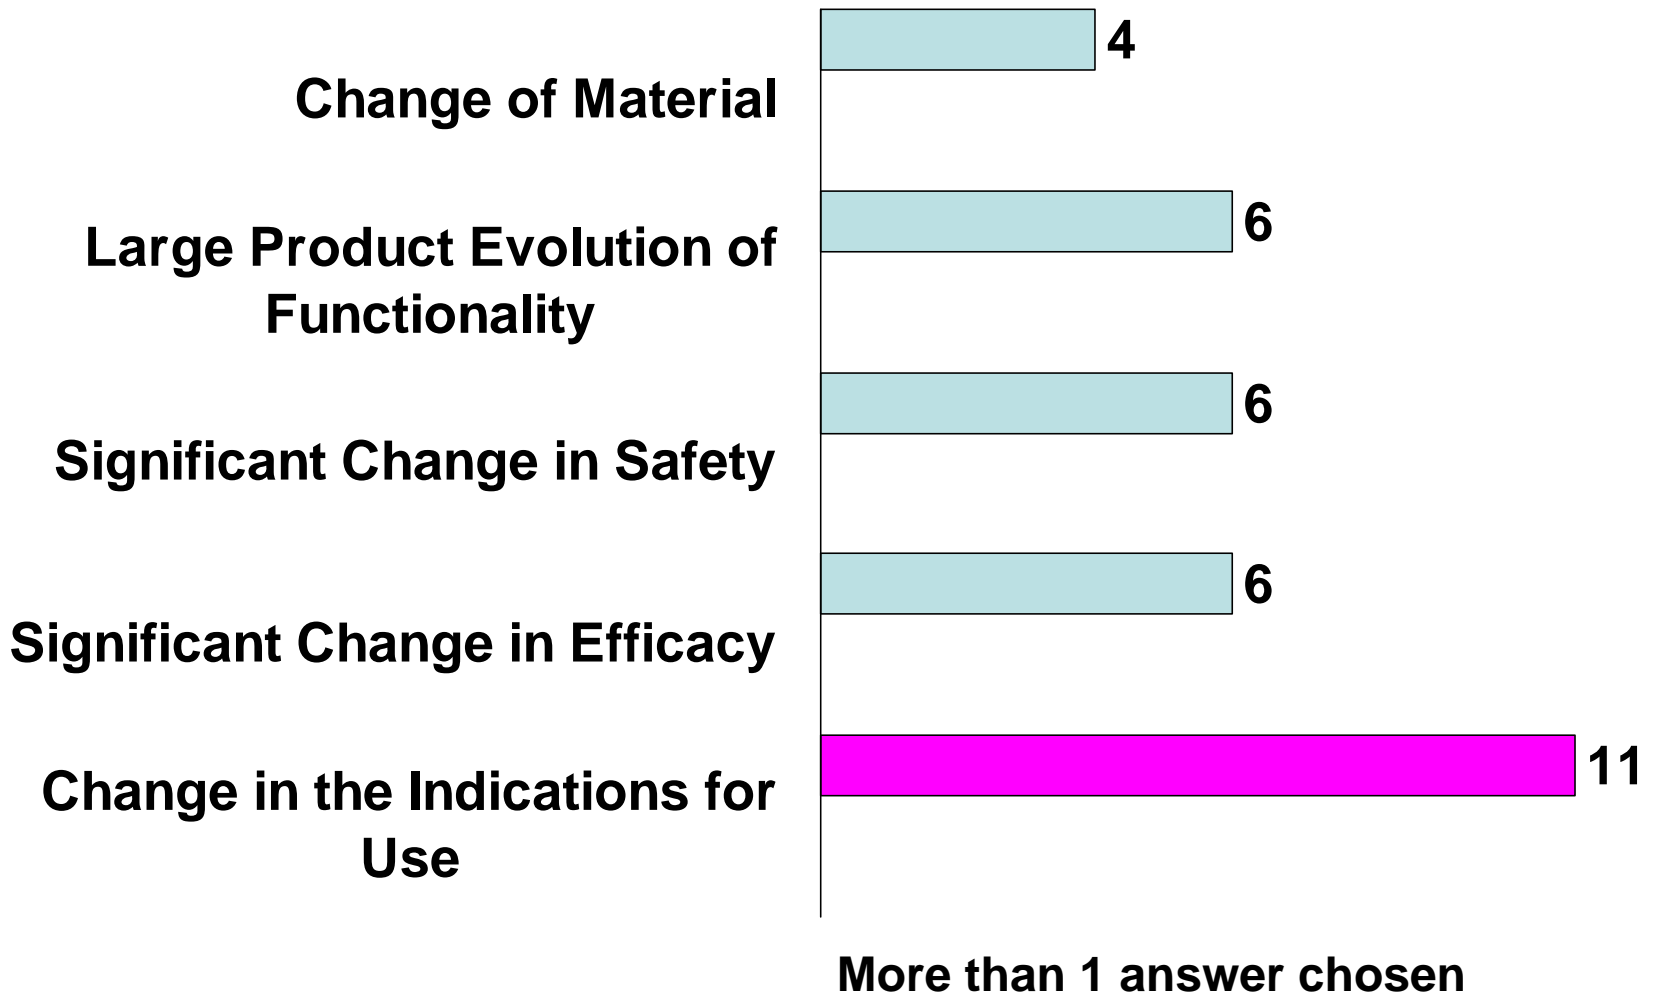 4
Change of Material
6
Large Product Evolution of
Functionality
6
Significant Change in Safety
6
Significant Change in Efficacy
11
Change in the Indications for
Use
More than 1 answer chosen